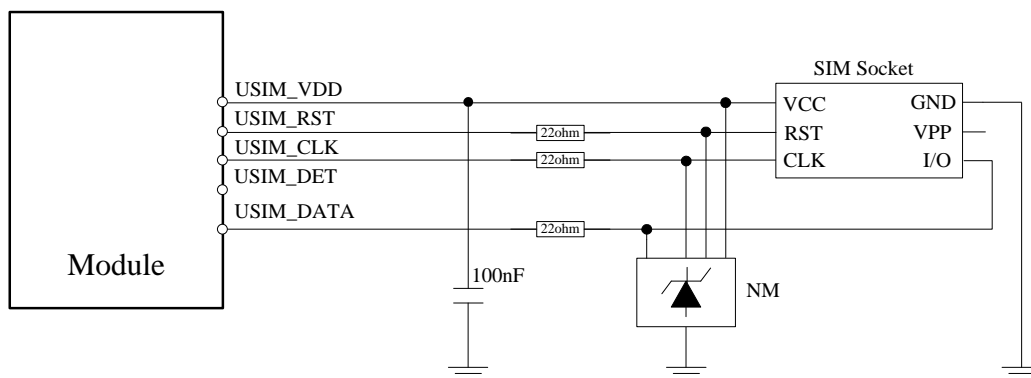 USIM_VDD
USIM_RST
USIM_CLK
USIM_DET
USIM_DATA
Module
22ohm
22ohm
22ohm
100nF
NM
SIM Socket
VCC GND
RST VPP
CLK I/O